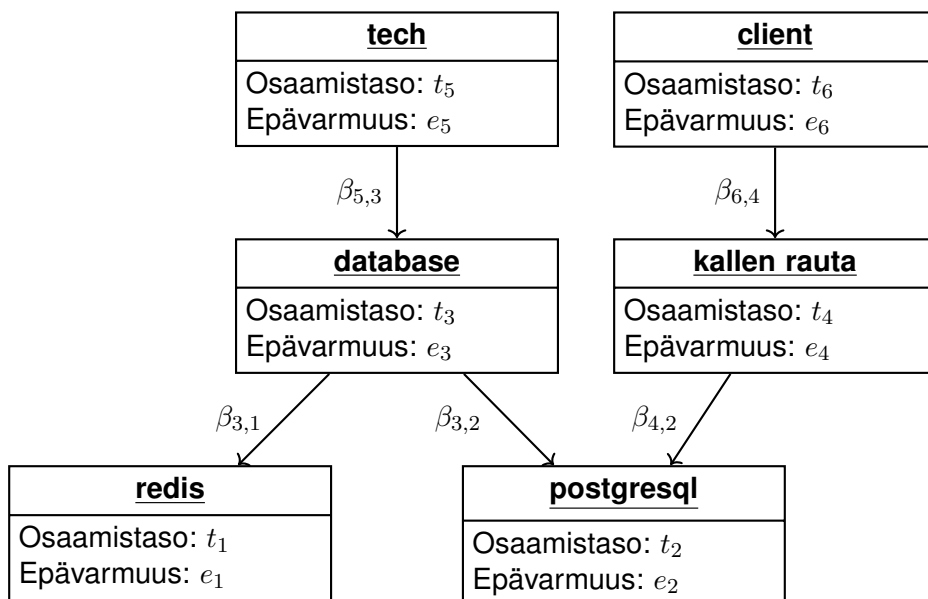 tech
Osaamistaso: t₅
Epävarmuus: e₅
client
Osaamistaso: t₆
Epävarmuus: e₆
β₅,₃
β₆,₄
database
Osaamistaso: t₃
Epävarmuus: e₃
kallen rauta
Osaamistaso: t₄
Epävarmuus: e₄
β₃,₁
β₃,₂
β₄,₂
redis
Osaamistaso: t₁
Epävarmuus: e₁
postgresql
Osaamistaso: t₂
Epävarmuus: e₂